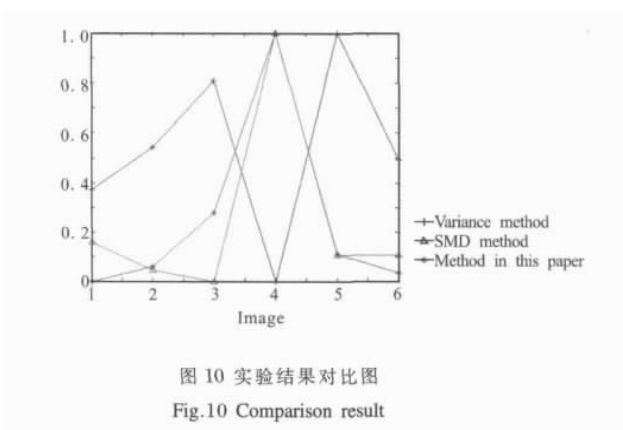 1.0
0.8
0.6
0.4
0.2
0
1 2 3 4 5 6
Image
Variance method
SMD method
Method in this paper
图 10 实验结果对比图
Fig.10 Comparison result